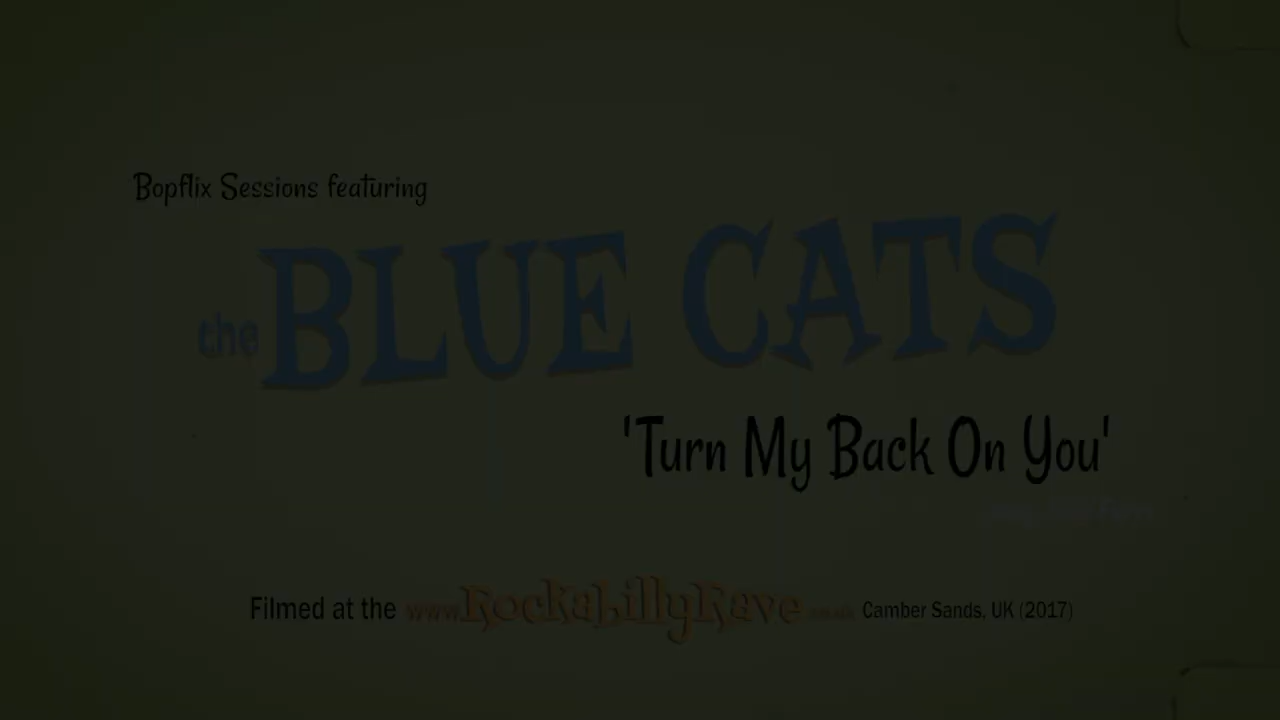 Bopflix Sessions featuring
the BLUE CATS
'Turn My Back On You'
Filmed at the www.RockabillyRave.co.uk Camber Sands, UK (2017)